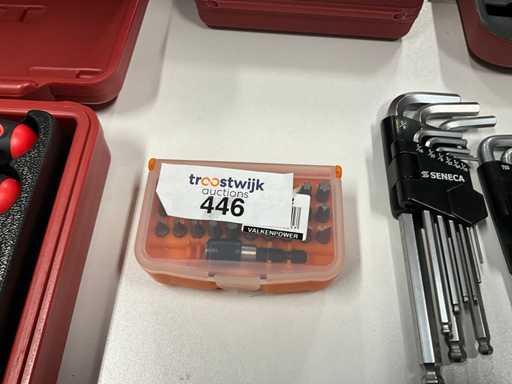 troostwijk
auctions
446
VALKENPOWER
SENECA